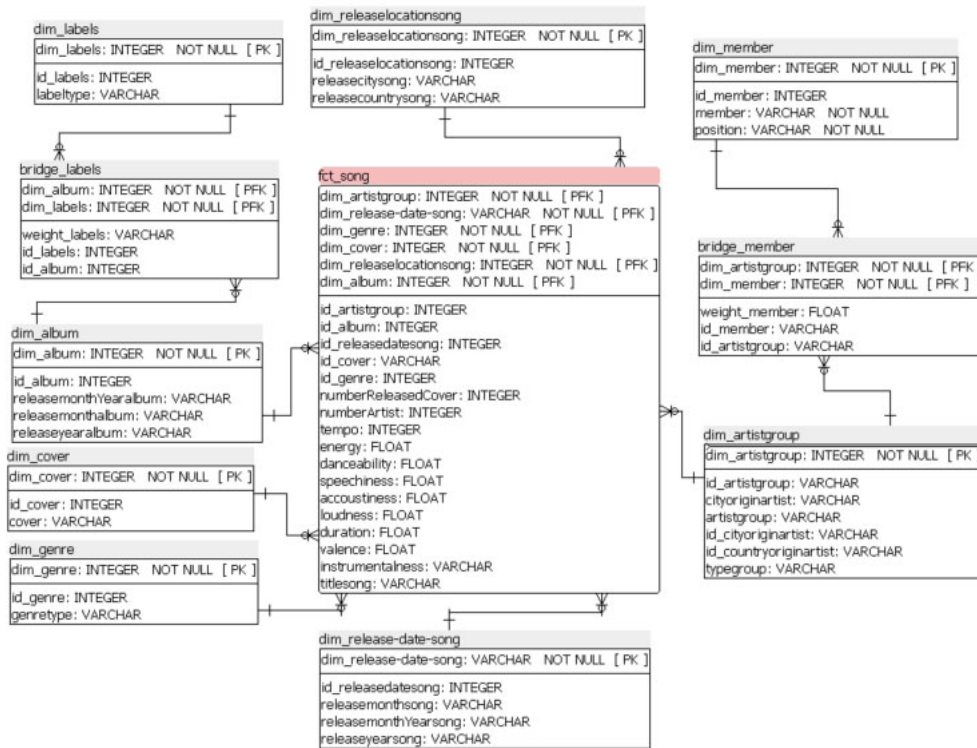 dim_labels
dim_labels: INTEGER NOT NULL [ PK ]
id_labels: INTEGER
labeltype: VARCHAR
dim_releaselocationsong
dim_releaselocationsong: INTEGER NOT NULL [ PK ]
id_releaselocationsong: INTEGER
releasecitysong: VARCHAR
releasecountrysong: VARCHAR
dim_member
dim_member: INTEGER NOT NULL [ PK ]
id_member: INTEGER
member: VARCHAR NOT NULL
position: VARCHAR NOT NULL
bridge_labels
dim_album: INTEGER NOT NULL [ PFK ]
dim_labels: INTEGER NOT NULL [ PFK ]
weight_labels: VARCHAR
id_labels: INTEGER
id_album: INTEGER
fct_song
dim_artistgroup: INTEGER NOT NULL [ PFK ]
dim_release-date-song: VARCHAR NOT NULL [ PFK ]
dim_genre: INTEGER NOT NULL [ PFK ]
dim_cover: INTEGER NOT NULL [ PFK ]
dim_releaselocationsong: INTEGER NOT NULL [ PFK ]
dim_album: INTEGER NOT NULL [ PFK ]
id_artistgroup: INTEGER
id_album: INTEGER
id_releasedatesong: INTEGER
id_cover: VARCHAR
id_genre: INTEGER
numberReleasedCover: INTEGER
numberArtist: INTEGER
tempo: INTEGER
energy: FLOAT
danceability: FLOAT
speechiness: FLOAT
accoustiness: FLOAT
loudness: FLOAT
duration: FLOAT
valence: FLOAT
instrumentalness: VARCHAR
titlesong: VARCHAR
bridge_member
dim_artistgroup: INTEGER NOT NULL [ PFK ]
dim_member: INTEGER NOT NULL [ PFK ]
weight_member: FLOAT
id_member: VARCHAR
id_artistgroup: VARCHAR
dim_album
dim_album: INTEGER NOT NULL [ PK ]
id_album: INTEGER
releasemonthYearalbum: VARCHAR
releasemonthalbum: VARCHAR
releaseyearalbum: VARCHAR
dim_cover
dim_cover: INTEGER NOT NULL [ PK ]
id_cover: INTEGER
cover: VARCHAR
dim_genre
dim_genre: INTEGER NOT NULL [ PK ]
id_genre: INTEGER
genretype: VARCHAR
dim_artistgroup
dim_artistgroup: INTEGER NOT NULL [ PK
id_artistgroup: INTEGER
cityoriginartist: VARCHAR
artistgroup: VARCHAR
id_cityoriginartist: VARCHAR
id_countryoriginartist: VARCHAR
typegroup: VARCHAR
dim_release-date-song
dim_release-date-song: VARCHAR NOT NULL [ PK ]
id_releasedatesong: INTEGER
releasemonthsong: VARCHAR
releasemonthYearsong: VARCHAR
releaseyearsong: VARCHAR